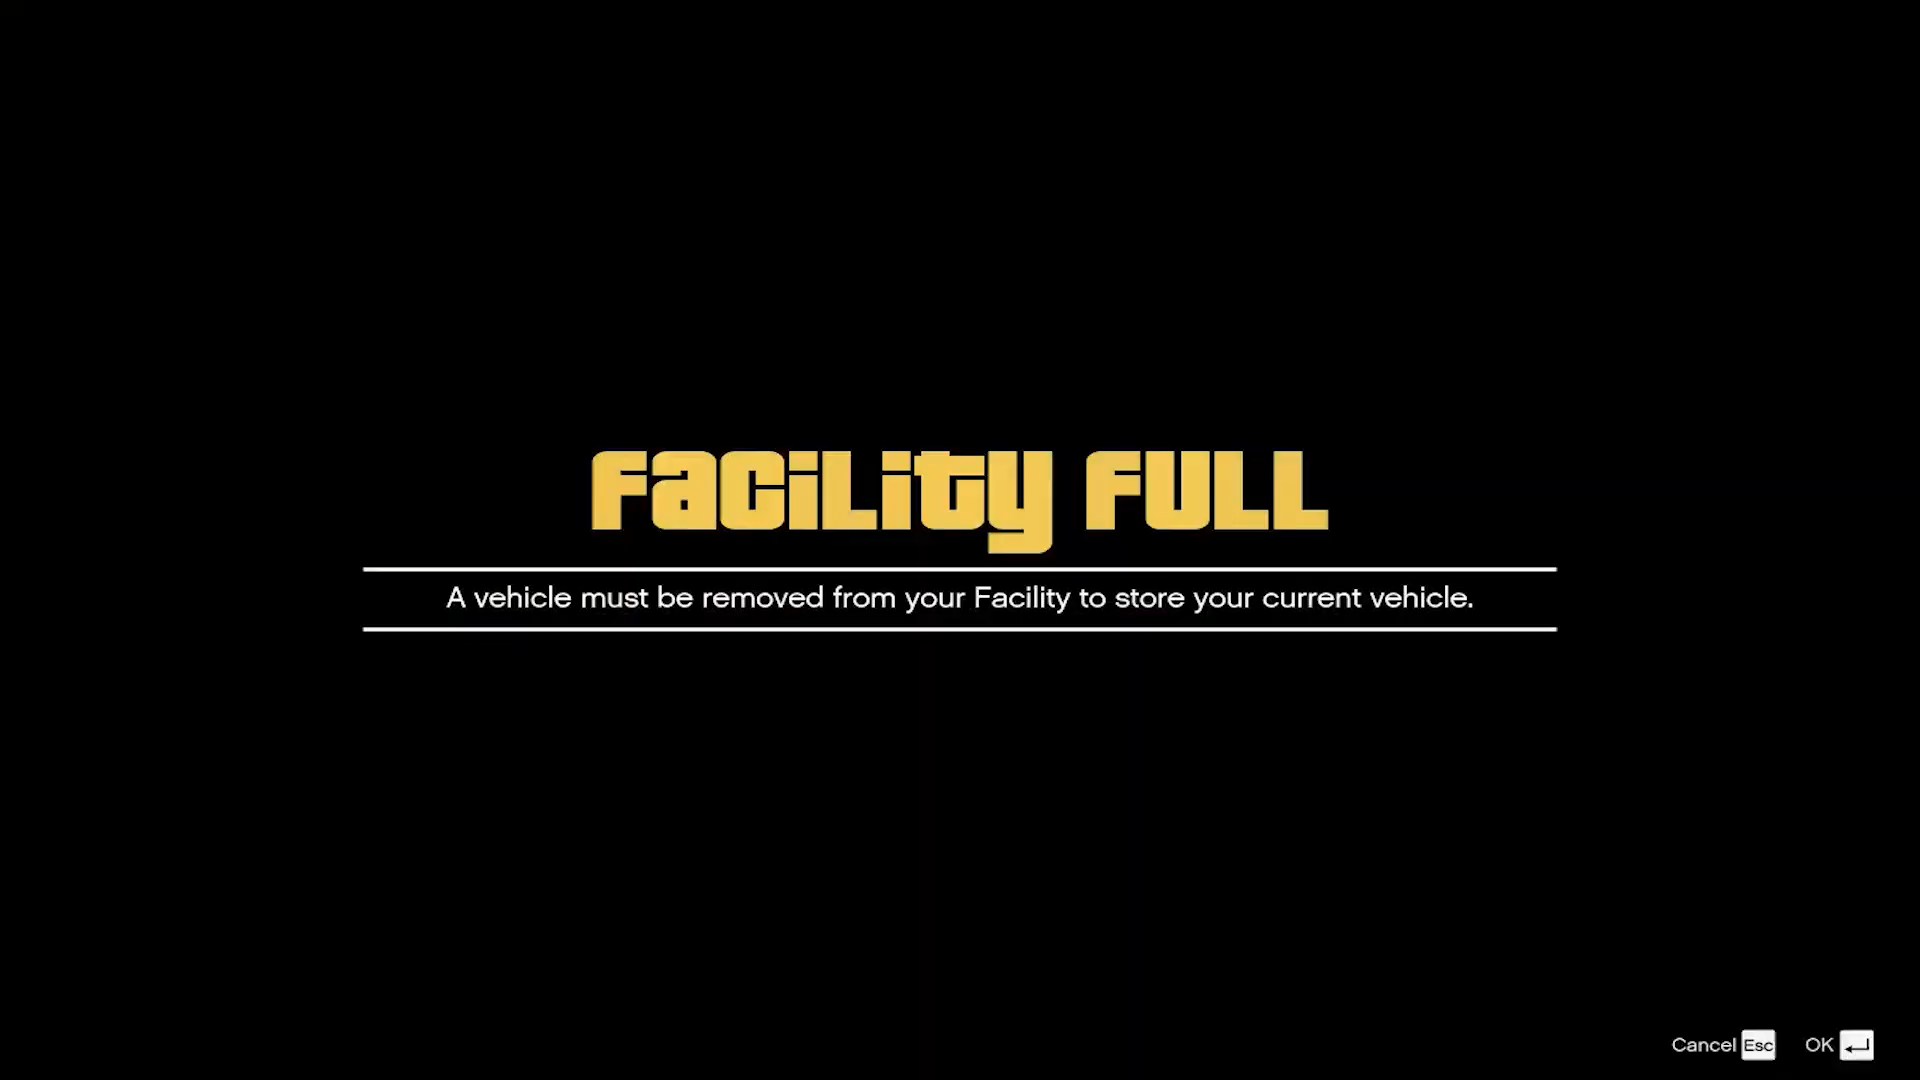 FaciLity FULL
A vehicle must be removed from your Facility to store your current vehicle.
Cancel Esc OK